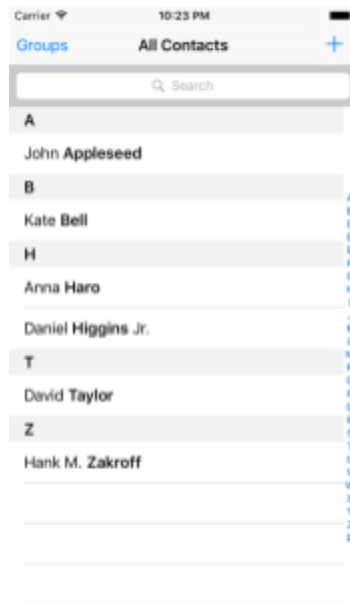 Carrier 10:23 PM
Groups All Contacts +
Search
A
John Appleseed
B
Kate Bell
H
Anna Haro
Daniel Higgins Jr.
T
David Taylor
Z
Hank M. Zakroff